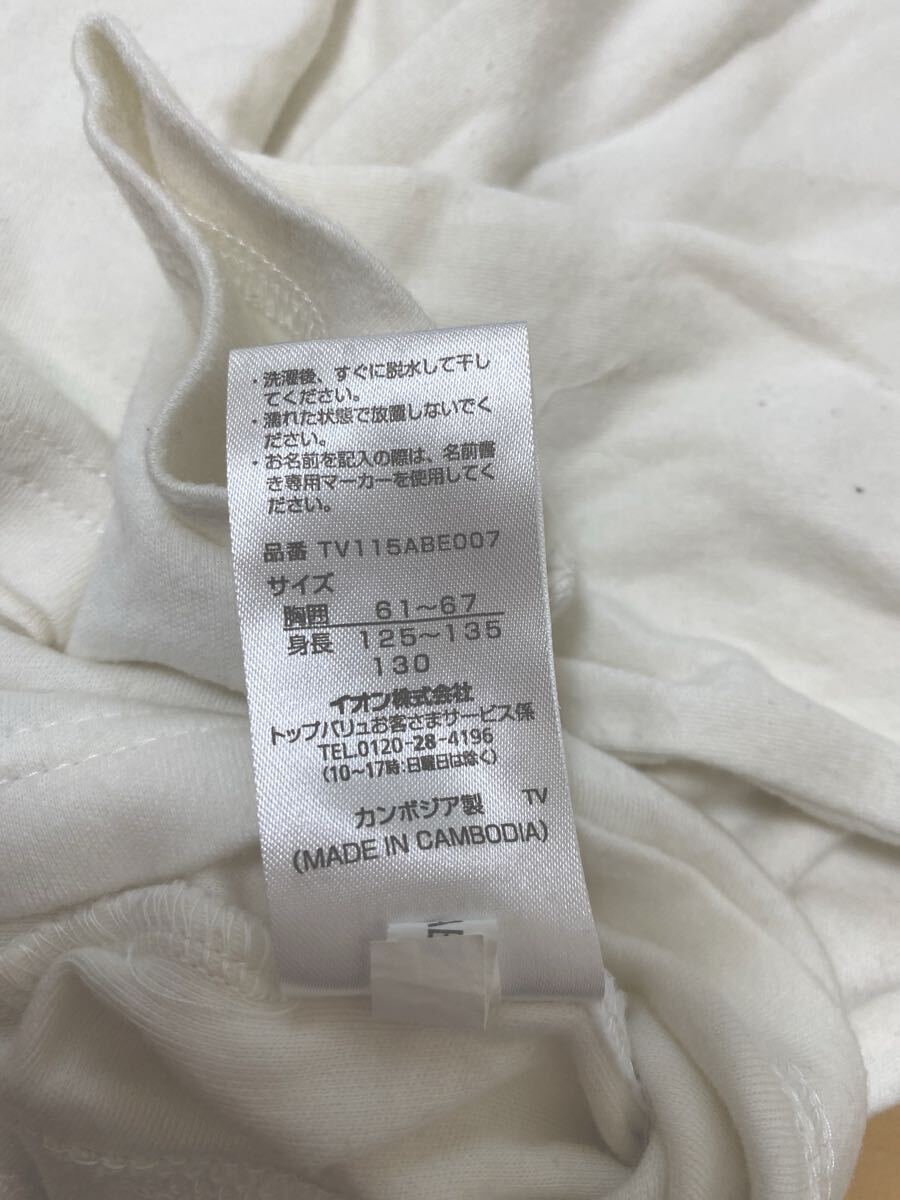 ・洗濯後、すぐに脱水して干し
てください。
・濡れた状態で放置しないでく
ださい。
・お名前を記入の際は、名前書
き専用マーカーを使用してく
ださい。
品番 TV115ABE007
サイズ
胸囲 61〜67
身長 125〜135
130
イオン株式会社
トップバリュお客さまサービス係
TEL.0120-28-4196
(10〜17時:日曜日は除く)
カンボジア製 TV
(MADE IN CAMBODIA)